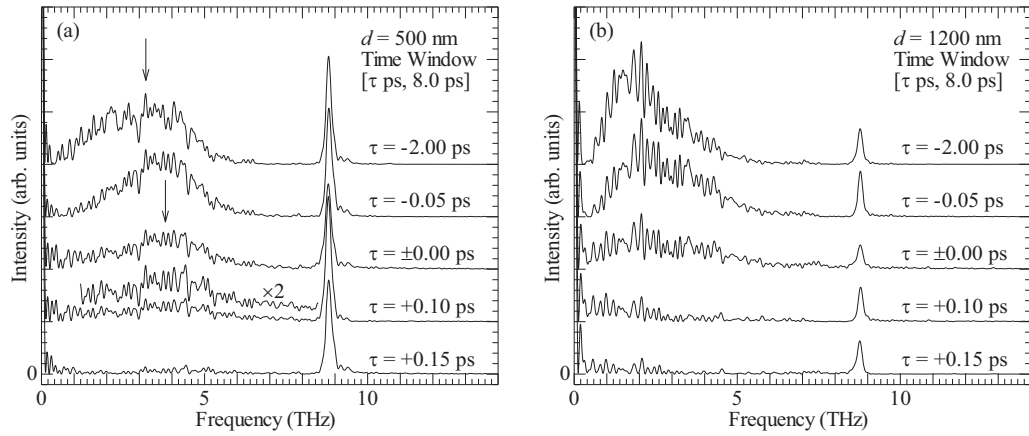 (a)
d = 500 nm
Time Window
[τ ps, 8.0 ps]
τ = -2.00 ps
τ = -0.05 ps
τ = ±0.00 ps
×2
τ = +0.10 ps
τ = +0.15 ps
Intensity (arb. units)
0
0
5
10
Frequency (THz)
(b)
d = 1200 nm
Time Window
[τ ps, 8.0 ps]
τ = -2.00 ps
τ = -0.05 ps
τ = ±0.00 ps
τ = +0.10 ps
τ = +0.15 ps
Intensity (arb. units)
0
0
5
10
Frequency (THz)